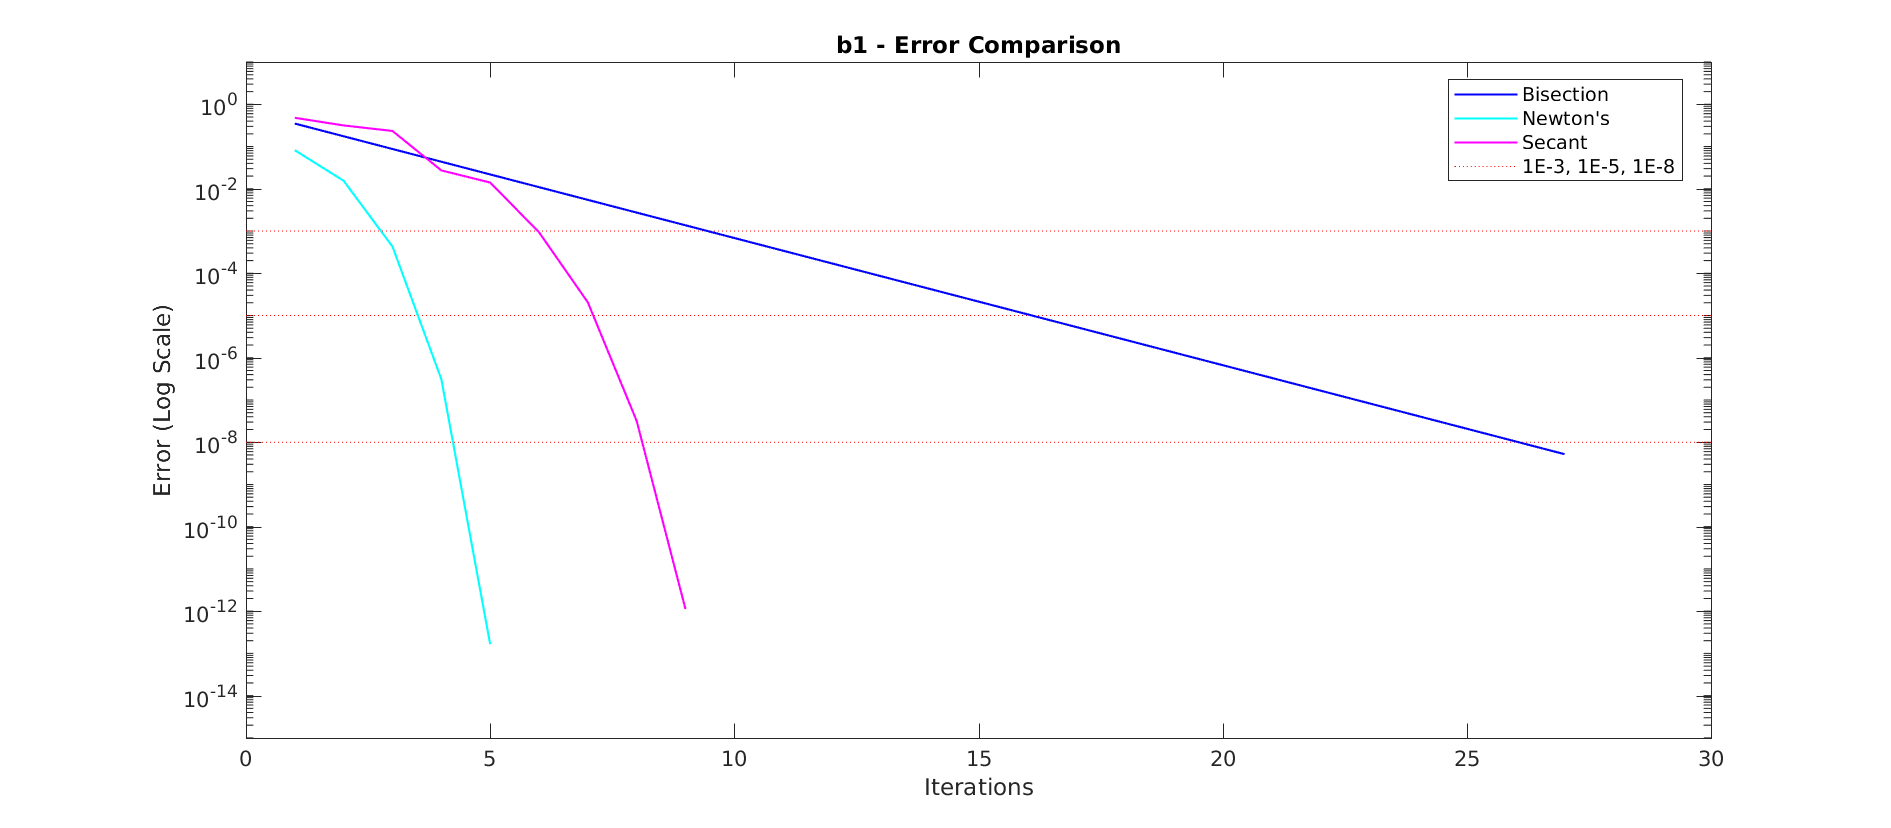 b1 - Error Comparison
Bisection
Newton's
Secant
1E-3, 1E-5, 1E-8
Error (Log Scale)
10^0
10^-2
10^-4
10^-6
10^-8
10^-10
10^-12
10^-14
0 5 10 15 20 25 30
Iterations